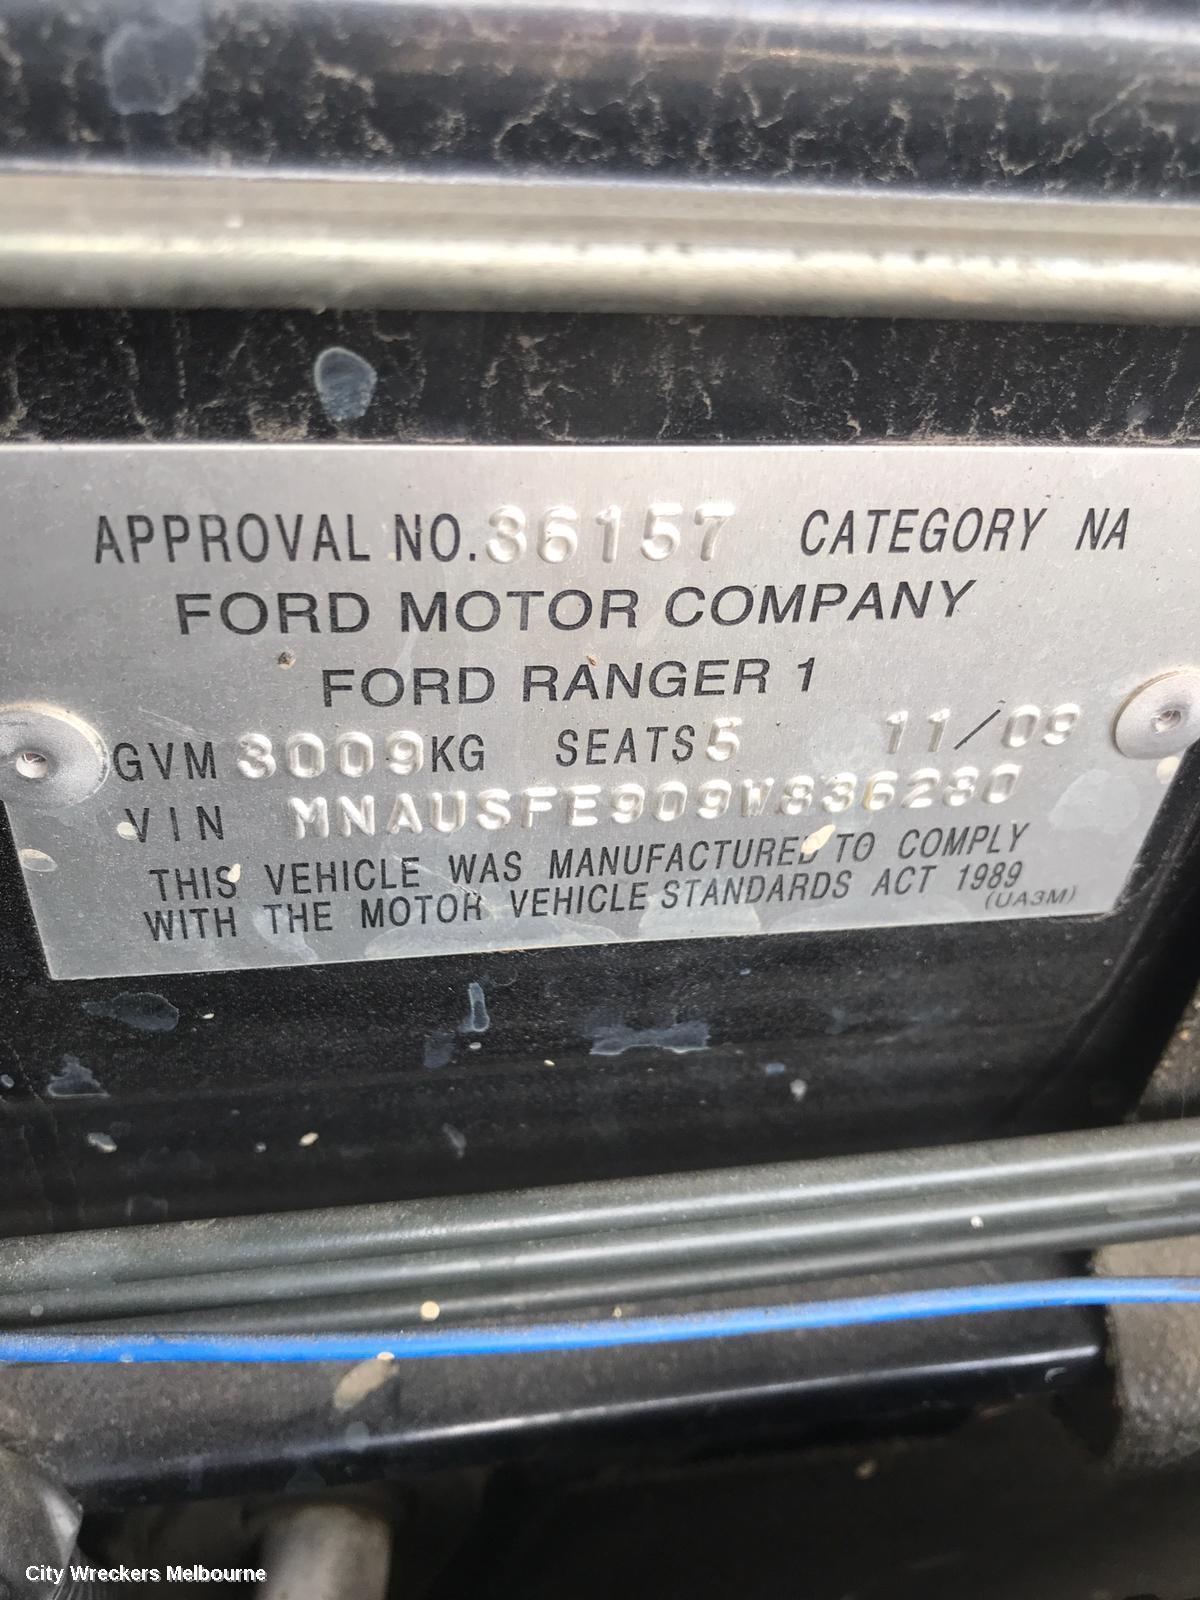 APPROVAL NO. 36157 CATEGORY NA
FORD MOTOR COMPANY
FORD RANGER 1
GVM 3009KG SEATS 5 11/09
VIN MNAUSFE909W836280
THIS VEHICLE WAS MANUFACTURED TO COMPLY
WITH THE MOTOR VEHICLE STANDARDS ACT 1989
(UA3M)
City Wreckers Melbourne